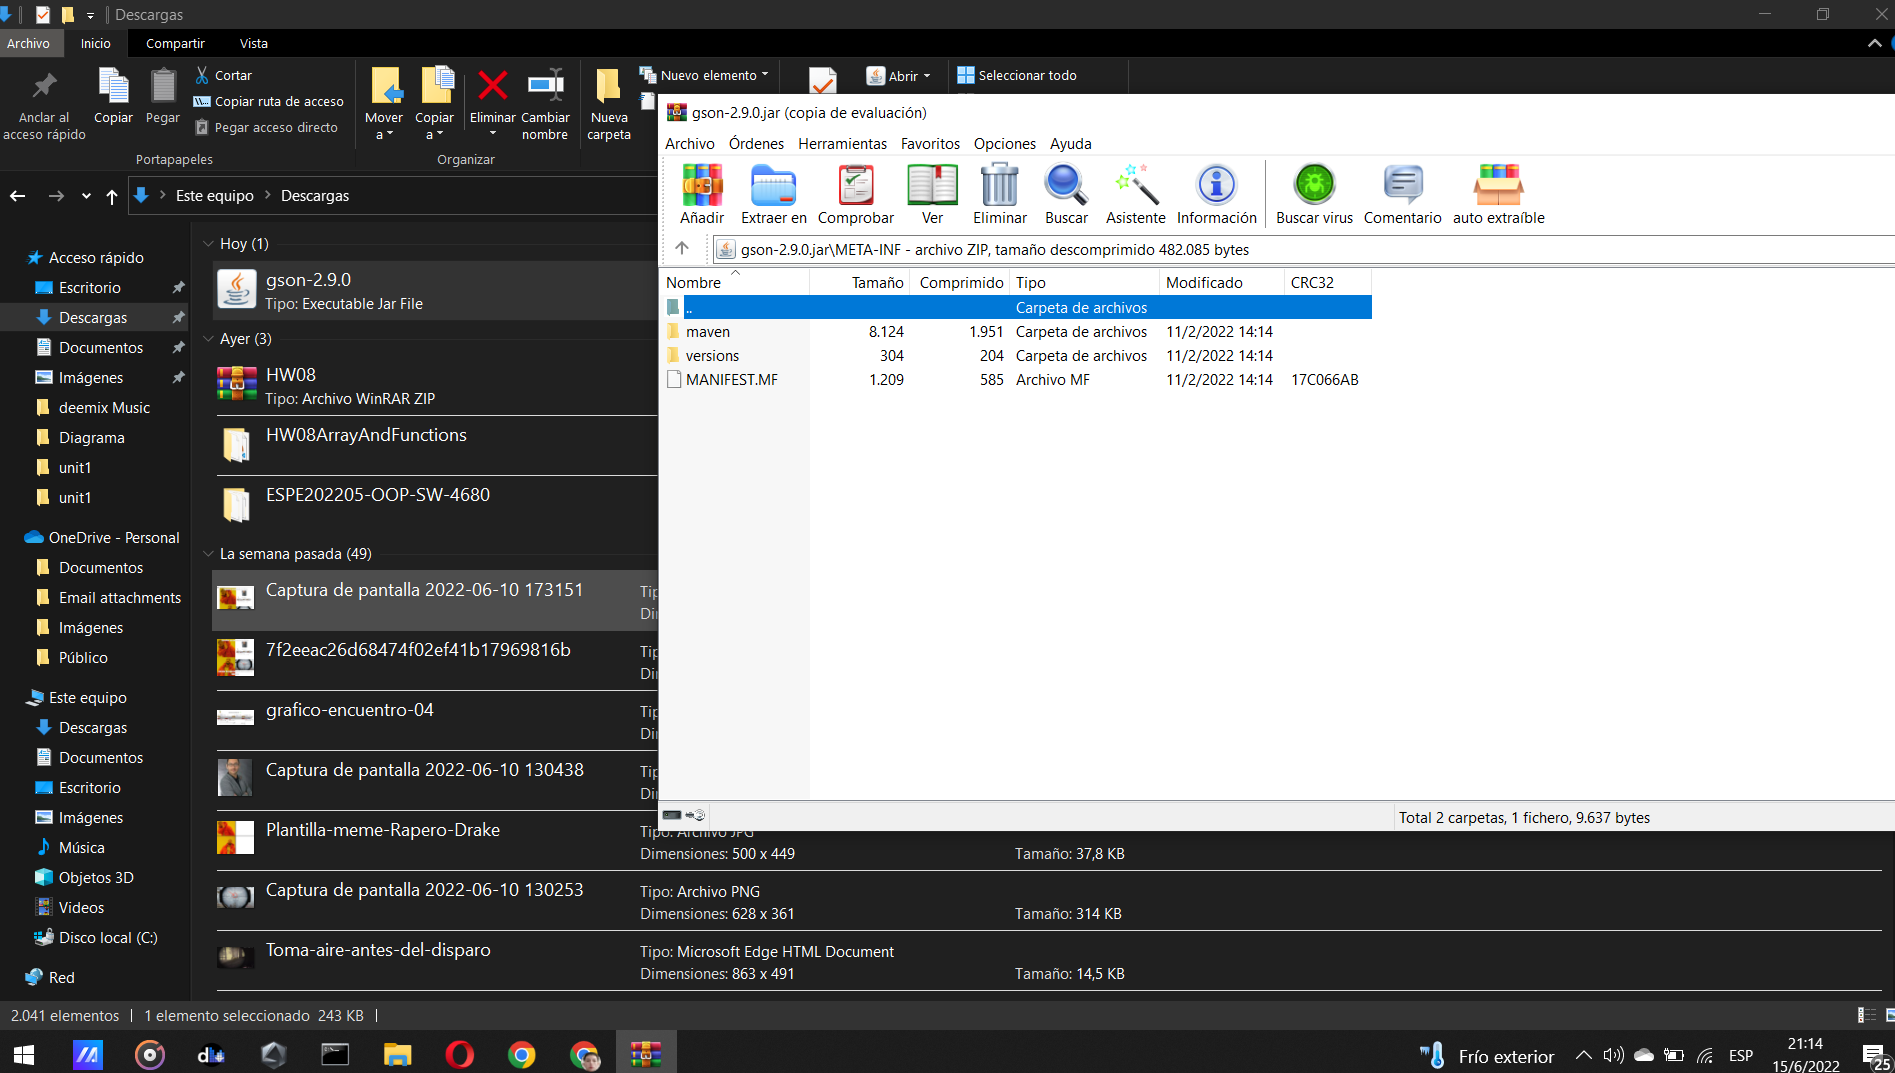 Descargas
Archivo Inicio Compartir Vista
Anclar al acceso rápido
Copiar
Pegar
Cortar
Copiar ruta de acceso
Pegar acceso directo
Portapapeles
Mover a
Copiar a
Eliminar
Cambiar nombre
Organizar
Nueva carpeta
Nuevo elemento
Abrir
Seleccionar todo
Este equipo Descargas
Acceso rápido
Escritorio
Descargas
Documentos
Imágenes
deemix Music
Diagrama
unit1
unit1
OneDrive - Personal
Documentos
Email attachments
Imágenes
Público
Este equipo
Descargas
Documentos
Escritorio
Imágenes
Música
Objetos 3D
Videos
Disco local (C:)
Red
Hoy (1)
gson-2.9.0
Tipo: Executable Jar File
Ayer (3)
HW08
Tipo: Archivo WinRAR ZIP
HW08ArrayAndFunctions
ESPE202205-OOP-SW-4680
La semana pasada (49)
Captura de pantalla 2022-06-10 173151
7f2eeac26d68474f02ef41b17969816b
grafico-encuentro-04
Captura de pantalla 2022-06-10 130438
Plantilla-meme-Rapero-Drake
Tipo: Archivo JPG
Dimensiones: 500 x 449 Tamaño: 37,8 KB
Captura de pantalla 2022-06-10 130253
Tipo: Archivo PNG
Dimensiones: 628 x 361 Tamaño: 314 KB
Toma-aire-antes-del-disparo
Tipo: Microsoft Edge HTML Document
Dimensiones: 863 x 491 Tamaño: 14,5 KB
gson-2.9.0.jar (copia de evaluación)
Archivo Órdenes Herramientas Favoritos Opciones Ayuda
Añadir Extraer en Comprobar Ver Eliminar Buscar Asistente Información Buscar virus Comentario auto extraíble
gson-2.9.0.jar\META-INF - archivo ZIP, tamaño descomprimido 482.085 bytes
Nombre Tamaño Comprimido Tipo Modificado CRC32
.. Carpeta de archivos
maven 8.124 1.951 Carpeta de archivos 11/2/2022 14:14
versions 304 204 Carpeta de archivos 11/2/2022 14:14
MANIFEST.MF 1.209 585 Archivo MF 11/2/2022 14:14 17C066AB
Total 2 carpetas, 1 fichero, 9.637 bytes
2.041 elementos 1 elemento seleccionado 243 KB
Frío exterior ESP
21:14
15/6/2022
25